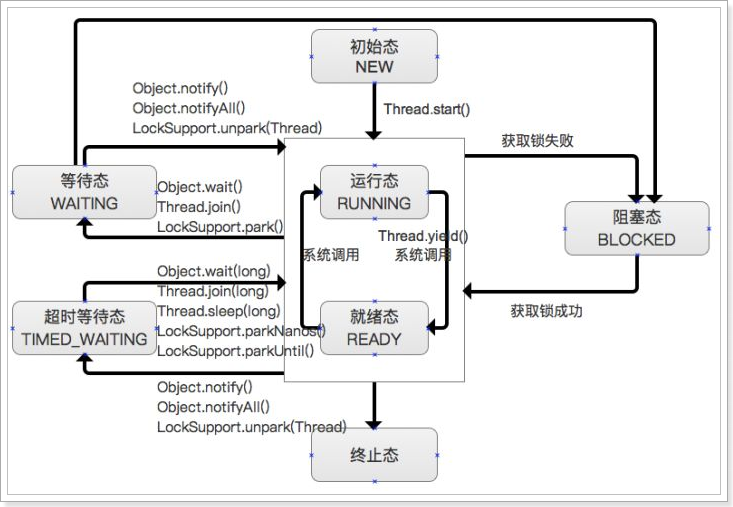 初始态
NEW
Object.notify()
Object.notifyAll()
LockSupport.unpark(Thread)
Thread.start()
获取锁失败
等待态
WAITING
Object.wait()
Thread.join()
LockSupport.park()
运行态
RUNNING
阻塞态
BLOCKED
Thread.yield()
系统调用
系统调用
Object.wait(long)
Thread.join(long)
Thread.sleep(long)
LockSupport.parkNanos()
LockSupport.parkUntil()
超时等待态
TIMED_WAITING
就绪态
READY
获取锁成功
Object.notify()
Object.notifyAll()
LockSupport.unpark(Thread)
终止态